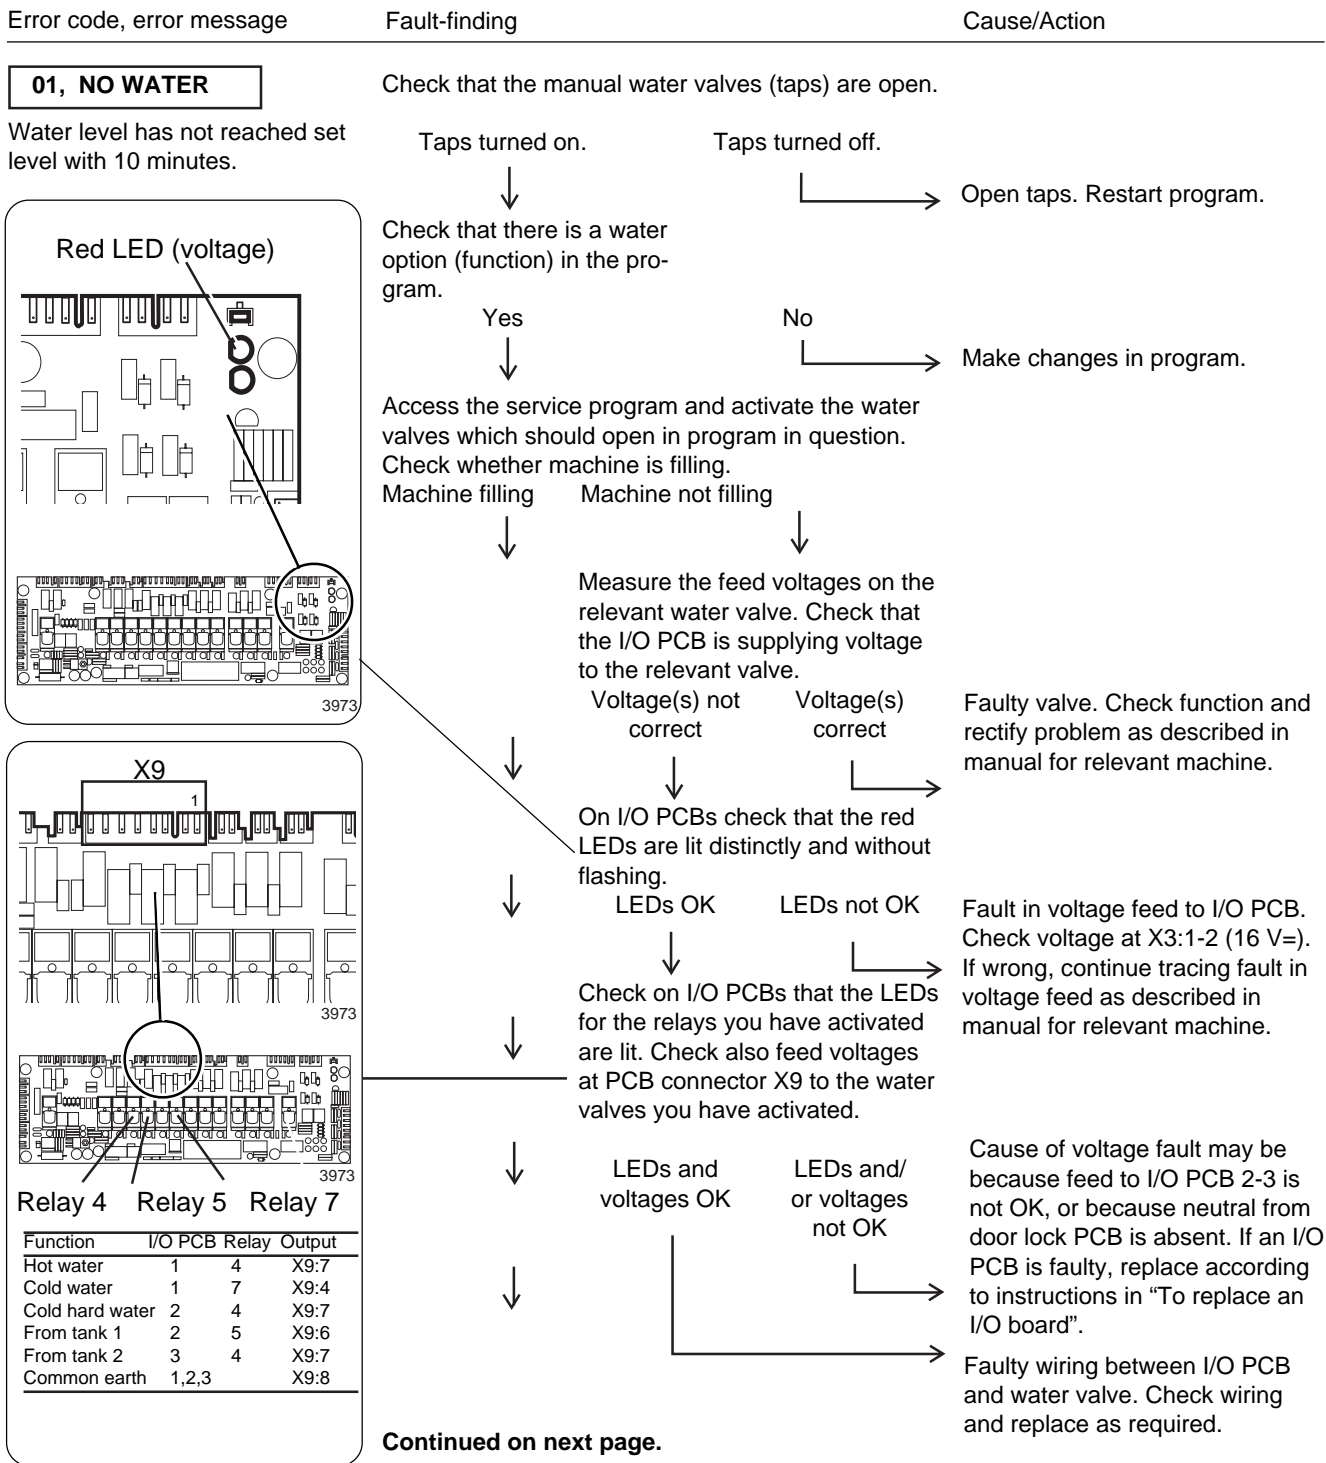 Error code, error message Fault-finding Cause/Action
01, NO WATER
Water level has not reached set
level with 10 minutes.
Check that the manual water valves (taps) are open.
Taps turned on. Taps turned off.
Open taps. Restart program.
Check that there is a water
option (function) in the pro-
gram.
Yes No
Make changes in program.
Access the service program and activate the water
valves which should open in program in question.
Check whether machine is filling.
Machine filling Machine not filling
Measure the feed voltages on the
relevant water valve. Check that
the I/O PCB is supplying voltage
to the relevant valve.
Voltage(s) not
correct
Voltage(s)
correct
Faulty valve. Check function and
rectify problem as described in
manual for relevant machine.
On I/O PCBs check that the red
LEDs are lit distinctly and without
flashing.
LEDs OK LEDs not OK
Fault in voltage feed to I/O PCB.
Check voltage at X3:1-2 (16 V=).
If wrong, continue tracing fault in
voltage feed as described in
manual for relevant machine.
Check on I/O PCBs that the LEDs
for the relays you have activated
are lit. Check also feed voltages
at PCB connector X9 to the water
valves you have activated.
LEDs and
voltages OK
LEDs and/
or voltages
not OK
Cause of voltage fault may be
because feed to I/O PCB 2-3 is
not OK, or because neutral from
door lock PCB is absent. If an I/O
PCB is faulty, replace according
to instructions in “To replace an
I/O board”.
Faulty wiring between I/O PCB
and water valve. Check wiring
and replace as required.
Continued on next page.
Red LED (voltage)
3973
X9
1
3973
3973
Relay 4 Relay 5 Relay 7
Function I/O PCB Relay Output
Hot water 1 4 X9:7
Cold water 1 7 X9:4
Cold hard water 2 4 X9:7
From tank 1 2 5 X9:6
From tank 2 3 4 X9:7
Common earth 1,2,3 X9:8